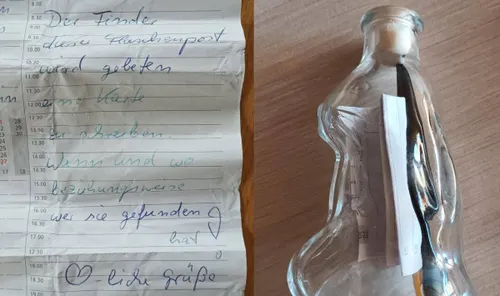 Der Finder
dieser Flaschenpost
wird gebeten
eine Karte
zu schreiben.
Wann und wo
beziehungsweise
wer sie gefunden
hat!
♡-liche Grüße